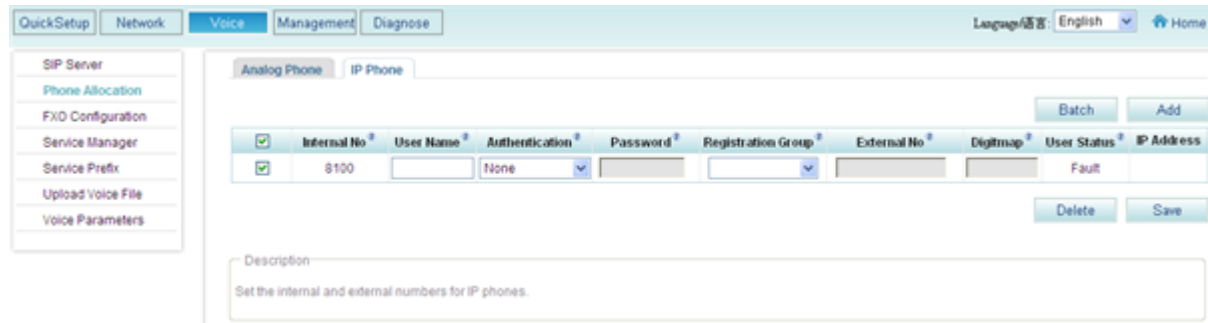 QuickSetup Network Voice Management Diagnose Language/语言: English Home
SIP Server
Analog Phone IP Phone
Phone Allocation
Batch Add
FXO Configuration
Service Manager
Internal No User Name Authentication Password Registration Group External No Digitmap User Status IP Address
Service Prefix
8100 None Fault
Upload Voice File
Voice Parameters
Delete Save
Description
Set the internal and external numbers for IP phones.